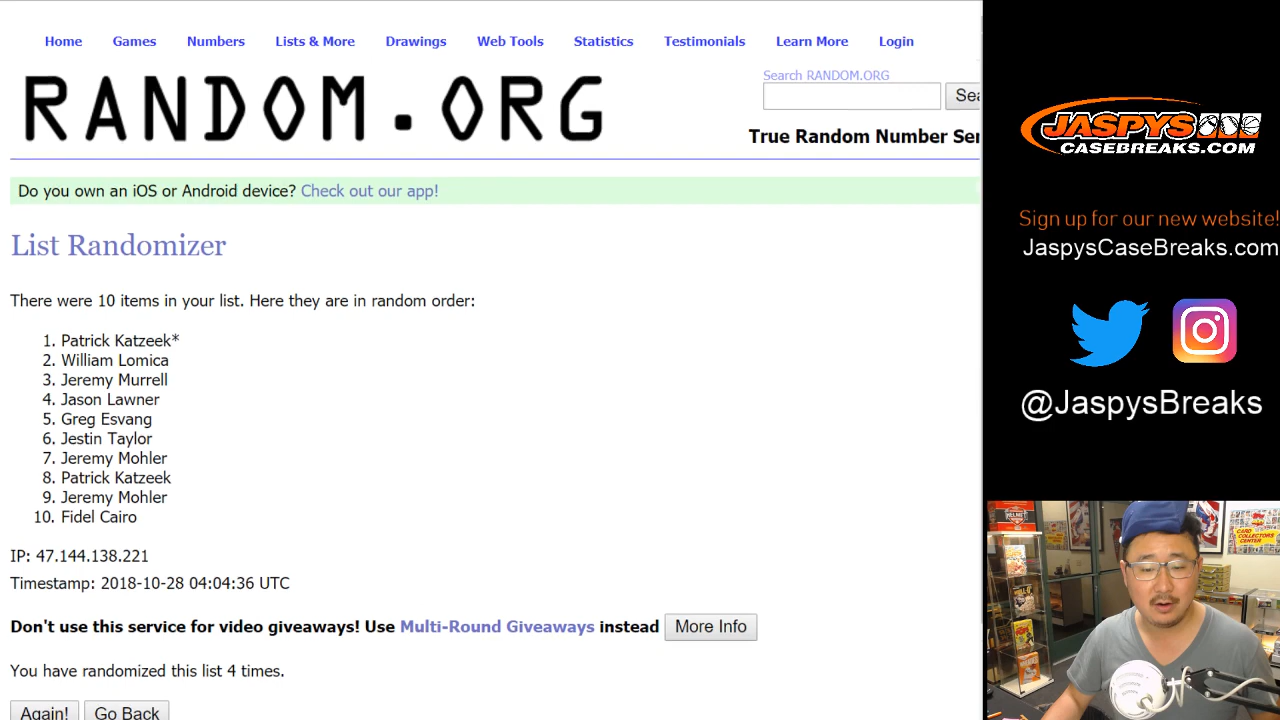 Home Games Numbers Lists & More Drawings Web Tools Statistics Testimonials Learn More Login
RANDOM.ORG
Search RANDOM.ORG
Sea
True Random Number Ser
Do you own an iOS or Android device? Check out our app!
List Randomizer
There were 10 items in your list. Here they are in random order:
1. Patrick Katzeek*
2. William Lomica
3. Jeremy Murrell
4. Jason Lawner
5. Greg Esvang
6. Jestin Taylor
7. Jeremy Mohler
8. Patrick Katzeek
9. Jeremy Mohler
10. Fidel Cairo
IP: 47.144.138.221
Timestamp: 2018-10-28 04:04:36 UTC
Don't use this service for video giveaways! Use Multi-Round Giveaways instead More Info
You have randomized this list 4 times.
Again! Go Back
JASPYS
CASEBREAKS.COM
Sign up for our new website!
JaspysCaseBreaks.com
@JaspysBreaks
CARD
COLLECTORS
CENTER